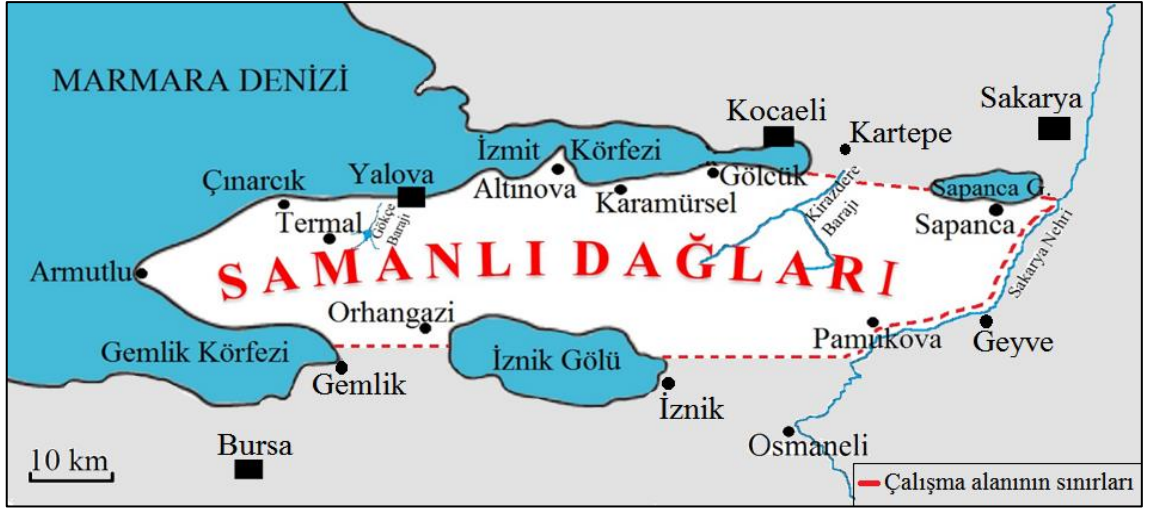 MARMARA DENİZİ
Sakarya
Kocaeli
Kartepe
İzmit Körfezi
Çınarcık
Yalova
Altınova
Gölcük
Karamürsel
Sapanca G.
Sapanca
Termal
Gökçe
Barajı
Kirazdere
Barajı
Sakarya Nehri
Armutlu
SAMANLI DAĞLARI
Orhangazi
Pamukova
Geyve
Gemlik Körfezi
İznik Gölü
Gemlik
İznik
Osmaneli
Bursa
10 km
Çalışma alanının sınırları